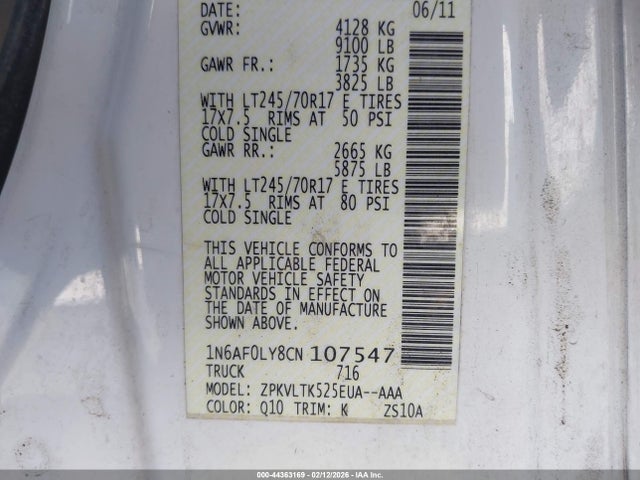 DATE: 06/11
GVWR: 4128 KG
9100 LB
GAWR FR.: 1735 KG
3825 LB
WITH LT245/70R17 E TIRES
17X7.5 RIMS AT 50 PSI
COLD SINGLE
GAWR RR.: 2665 KG
5875 LB
WITH LT245/70R17 E TIRES
17X7.5 RIMS AT 80 PSI
COLD SINGLE
THIS VEHICLE CONFORMS TO
ALL APPLICABLE FEDERAL
MOTOR VEHICLE SAFETY
STANDARDS IN EFFECT ON
THE DATE OF MANUFACTURE
SHOWN ABOVE.
1N6AF0LY8CN 107547
TRUCK 716
MODEL: ZPKVLTK525EUA--AAA
COLOR: Q10 TRIM: K ZS10A
000-44363169 - 02/12/2026 - IAA Inc.